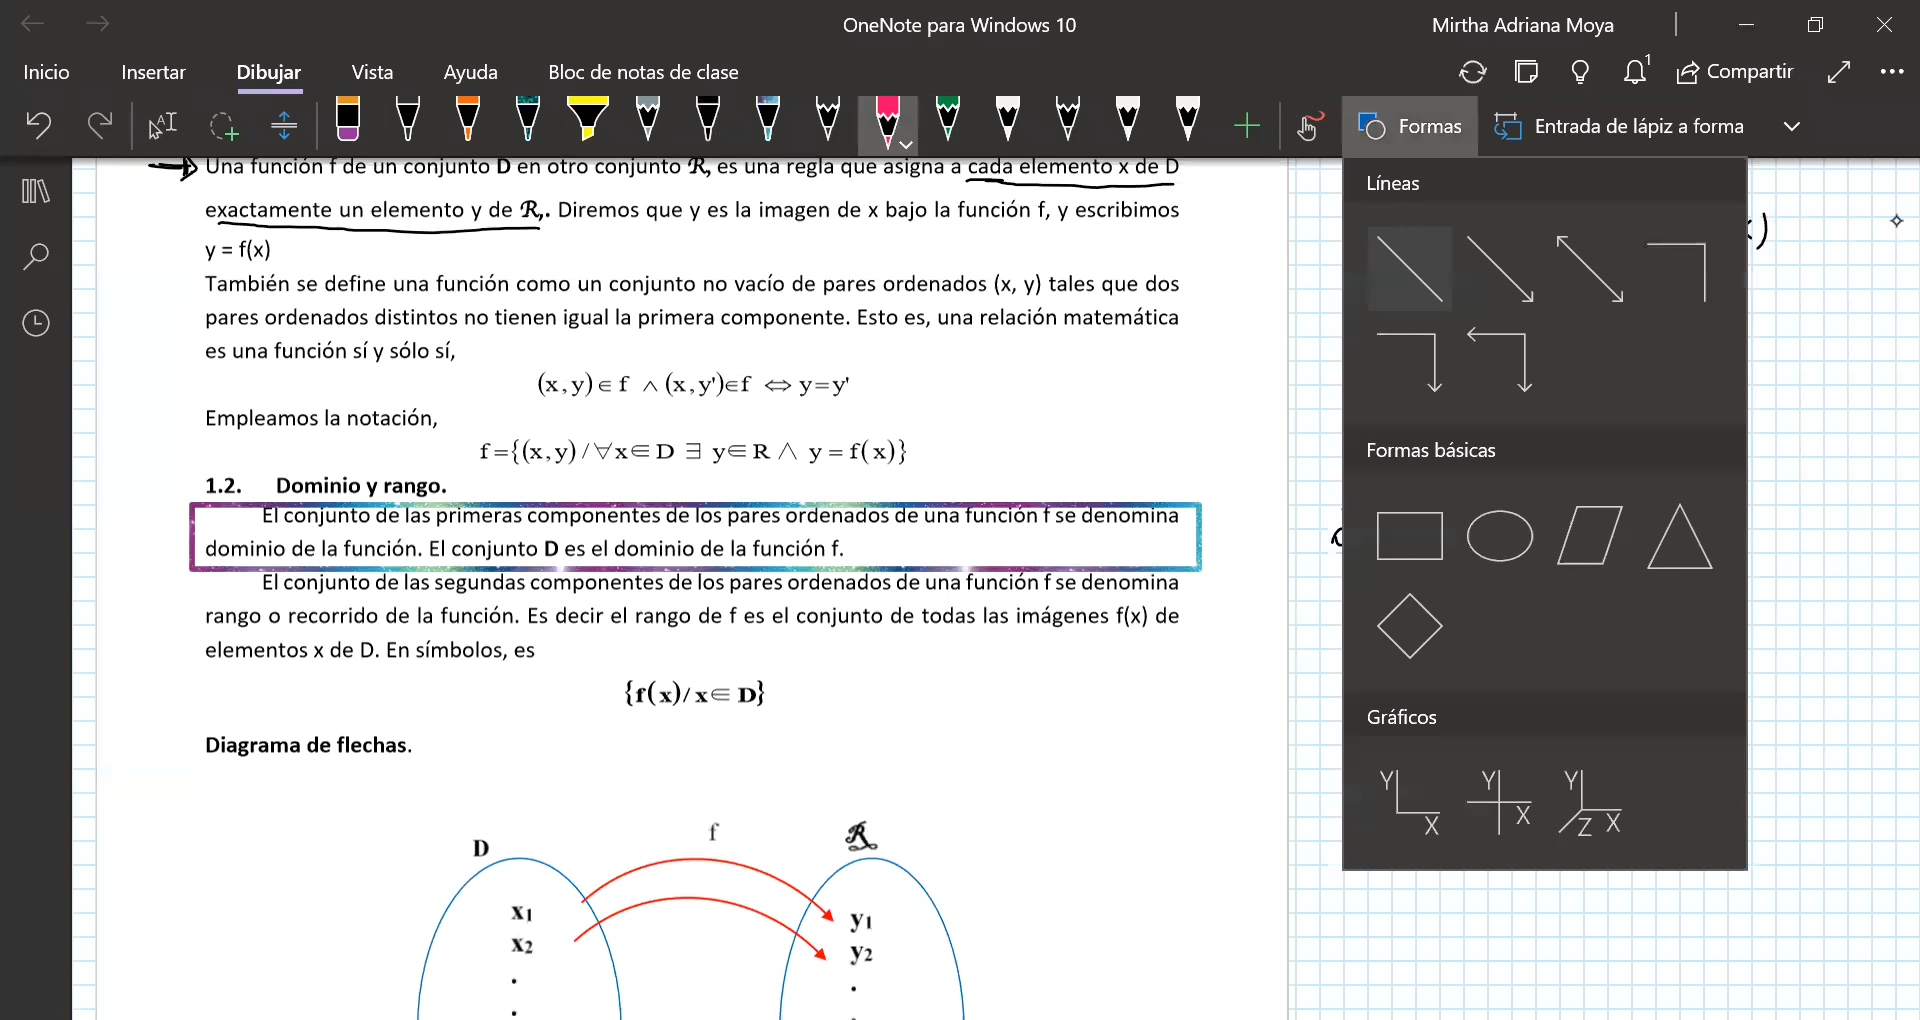 OneNote para Windows 10
Mirtha Adriana Moya
Inicio Insertar Dibujar Vista Ayuda Bloc de notas de clase
1 Compartir
Formas Entrada de lápiz a forma
Una función f de un conjunto D en otro conjunto ℛ, es una regla que asigna a cada elemento x de D
exactamente un elemento y de ℛ,. Diremos que y es la imagen de x bajo la función f, y escribimos
y = f(x)
También se define una función como un conjunto no vacío de pares ordenados (x, y) tales que dos
pares ordenados distintos no tienen igual la primera componente. Esto es, una relación matemática
es una función sí y sólo sí,
(x,y)∈ f ∧ (x,y')∈f ⇔ y=y'
Empleamos la notación,
f={(x,y)/∀x∈D ∃ y∈R ∧ y=f(x)}
1.2. Dominio y rango.
El conjunto de las primeras componentes de los pares ordenados de una función f se denomina
dominio de la función. El conjunto D es el dominio de la función f.
El conjunto de las segundas componentes de los pares ordenados de una función f se denomina
rango o recorrido de la función. Es decir el rango de f es el conjunto de todas las imágenes f(x) de
elementos x de D. En símbolos, es
{f(x)/x∈D}
Diagrama de flechas.
D f ℛ
x1 y1
x2 y2
.
.
.
.
Líneas
Formas básicas
Gráficos
Y X Y X Y Z X